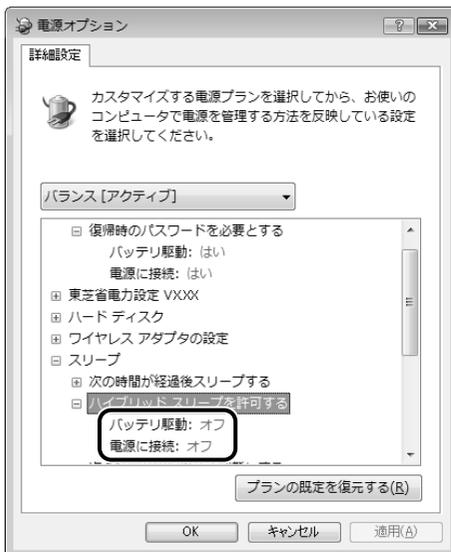 電源オプション
詳細設定
カスタマイズする電源プランを選択してから、お使いの
コンピュータで電源を管理する方法を反映している設定
を選択してください。
バランス [アクティブ]
復帰時のパスワードを必要とする
バッテリ駆動: はい
電源に接続: はい
東芝省電力設定 VXXX
ハード ディスク
ワイヤレス アダプタの設定
スリープ
次の時間が経過後スリープする
ハイブリッド スリープを許可する
バッテリ駆動: オフ
電源に接続: オフ
プランの既定を復元する(R)
OK
キャンセル
適用(A)